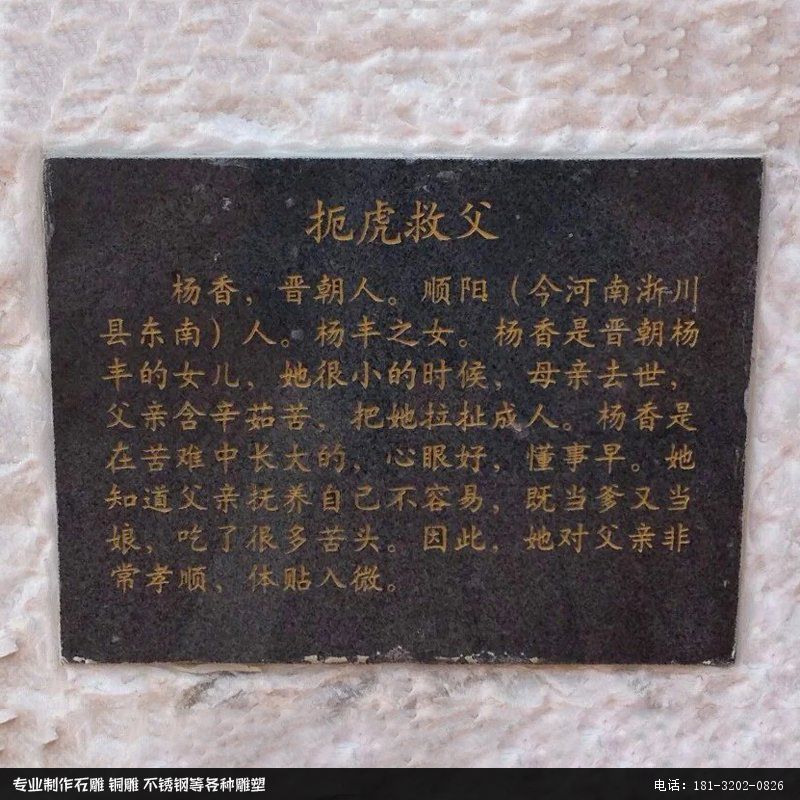 扼虎救父
杨香，晋朝人。顺阳（今河南淅川
县东南）人。杨丰之女。杨香是晋朝杨
丰的女儿，她很小的时候，母亲去世，
父亲含辛茹苦，把她拉扯成人。杨香是
在苦难中长大的，心眼好，懂事早。她
知道父亲抚养自己不容易，既当爹又当
娘，吃了很多苦头。因此，她对父亲非
常孝顺，体贴入微。
专业制作石雕 铜雕 不锈钢等各种雕塑
电话：181-3202-0826